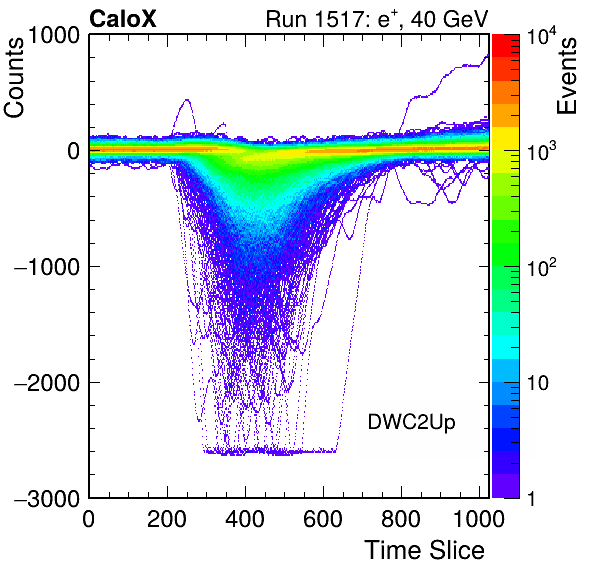 CaloX Run 1517: e⁺, 40 GeV
Counts
Events
1000
0
−1000
−2000
−3000
0 200 400 600 800 1000
Time Slice
DWC2Up
10⁴
10³
10²
10
1